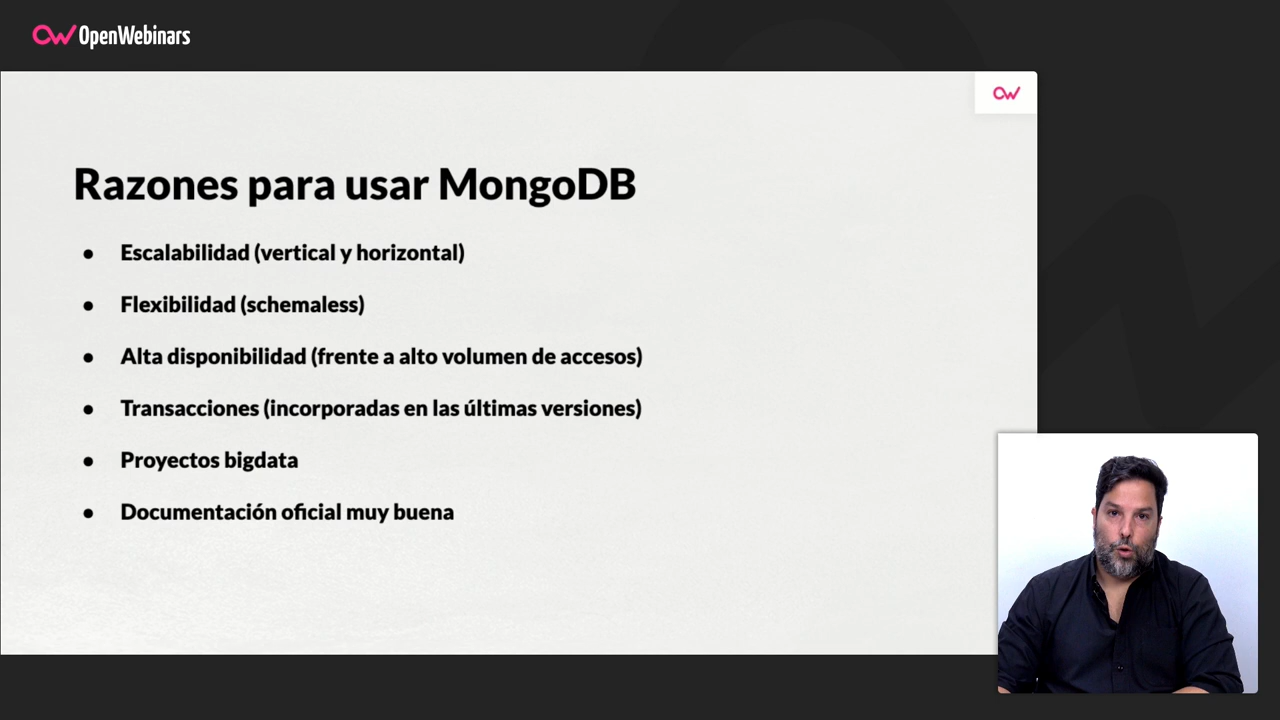 OpenWebinars
Razones para usar MongoDB
● Escalabilidad (vertical y horizontal)
● Flexibilidad (schemaless)
● Alta disponibilidad (frente a alto volumen de accesos)
● Transacciones (incorporadas en las últimas versiones)
● Proyectos bigdata
● Documentación oficial muy buena